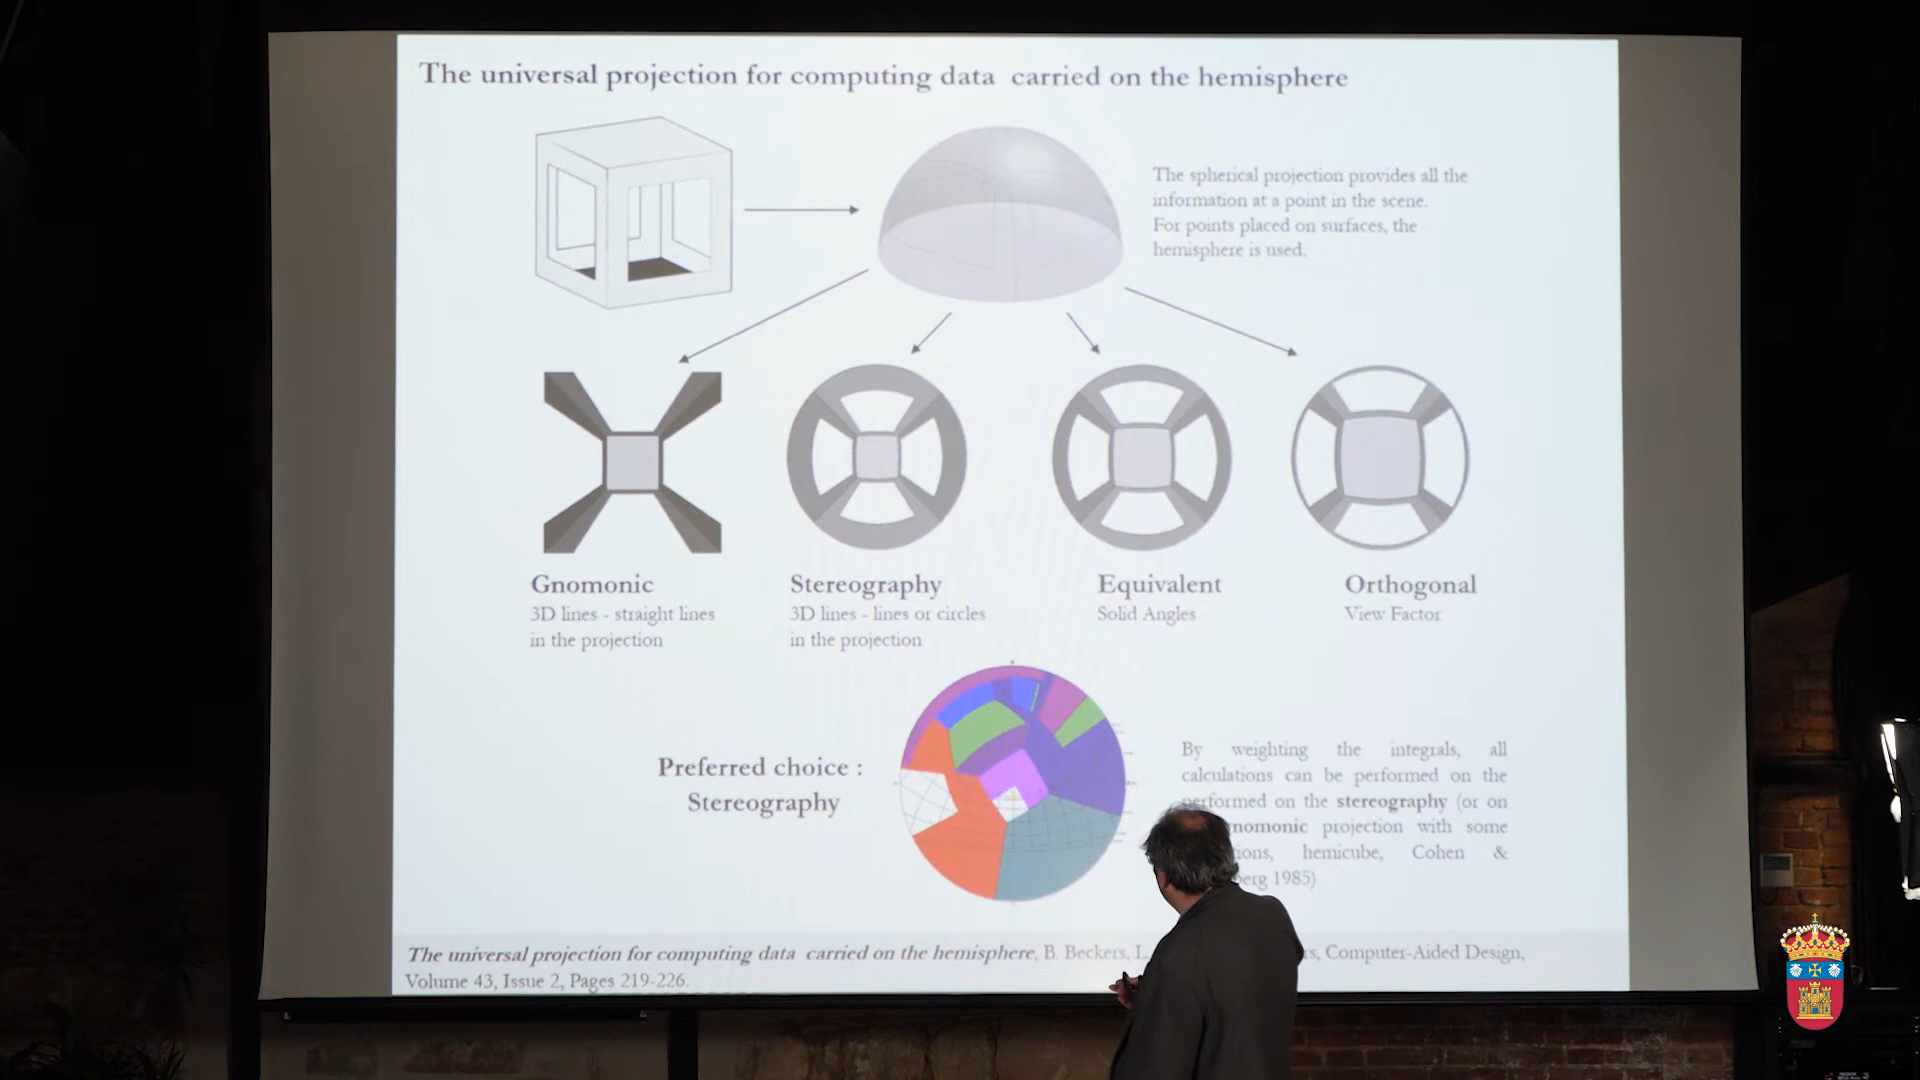 The universal projection for computing data carried on the hemisphere
The spherical projection provides all the
information at a point in the scene.
For points placed on surfaces, the
hemisphere is used.
Gnomonic
3D lines - straight lines
in the projection
Stereography
3D lines - lines or circles
in the projection
Equivalent
Solid Angles
Orthogonal
View Factor
Preferred choice :
Stereography
By weighting the integrals, all
calculations can be performed on the
performed on the stereography (or on
nomonic projection with some
ions, hemicube, Cohen &
berg 1985)
The universal projection for computing data carried on the hemisphere, B. Beckers, L. s, Computer-Aided Design,
Volume 43, Issue 2, Pages 219-226.